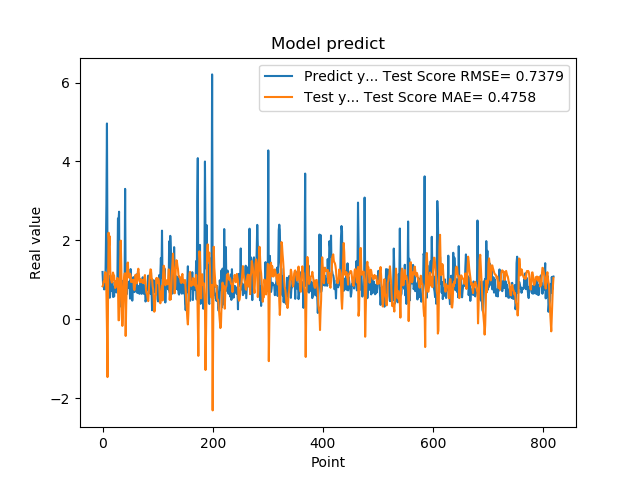 Model predict
Predict y... Test Score RMSE= 0.7379
Test y... Test Score MAE= 0.4758
6
4
2
0
−2
Real value
0 200 400 600 800
Point